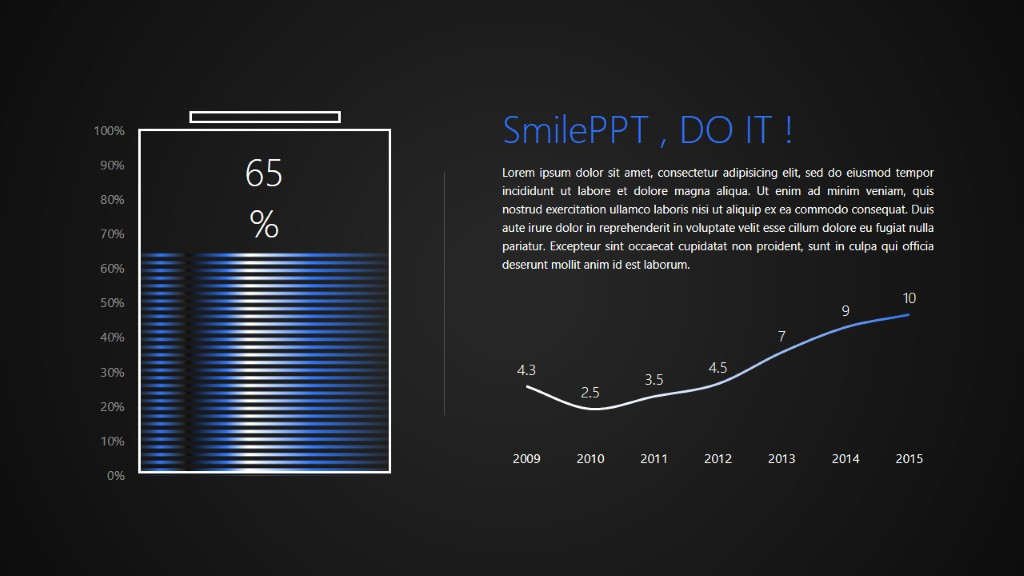 100%
90%
80%
70%
60%
50%
40%
30%
20%
10%
0%
65
%
SmilePPT , DO IT !
Lorem ipsum dolor sit amet, consectetur adipisicing elit, sed do eiusmod tempor
incididunt ut labore et dolore magna aliqua. Ut enim ad minim veniam, quis
nostrud exercitation ullamco laboris nisi ut aliquip ex ea commodo consequat. Duis
aute irure dolor in reprehenderit in voluptate velit esse cillum dolore eu fugiat nulla
pariatur. Excepteur sint occaecat cupidatat non proident, sunt in culpa qui officia
deserunt mollit anim id est laborum.
4.3 2.5 3.5 4.5 7 9 10
2009 2010 2011 2012 2013 2014 2015